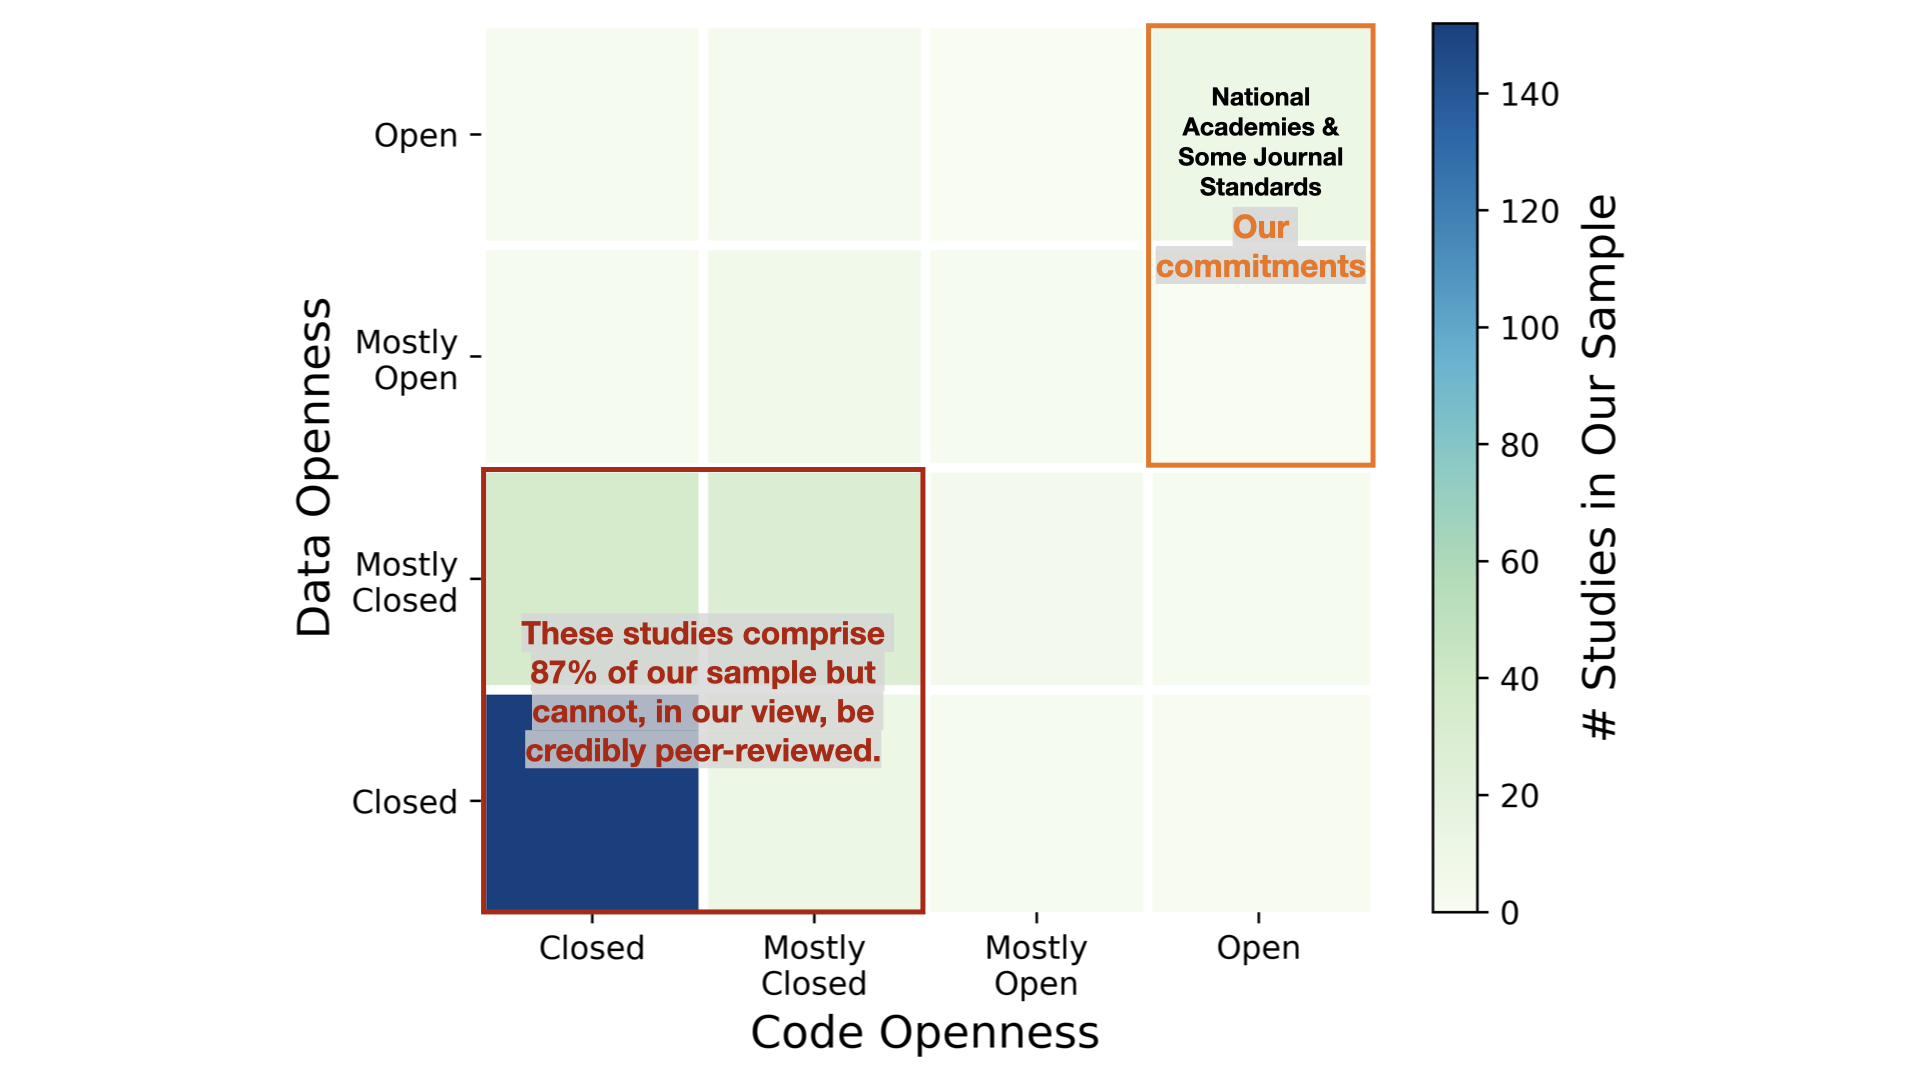 National
Academies &
Some Journal
Standards
Our
commitments
These studies comprise
87% of our sample but
cannot, in our view, be
credibly peer-reviewed.
Data Openness
Open
Mostly
Open
Mostly
Closed
Closed
Closed
Mostly
Closed
Mostly
Open
Open
Code Openness
140
120
100
80
60
40
20
0
# Studies in Our Sample